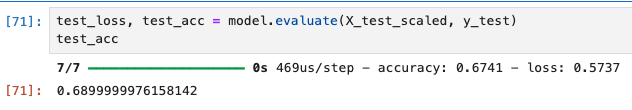 [71]: test_loss, test_acc = model.evaluate(X_test_scaled, y_test)
test_acc
7/7 ━━━━━━━━━━━━━━━━━━━━ 0s 469us/step - accuracy: 0.6741 - loss: 0.5737
[71]: 0.6899999976158142